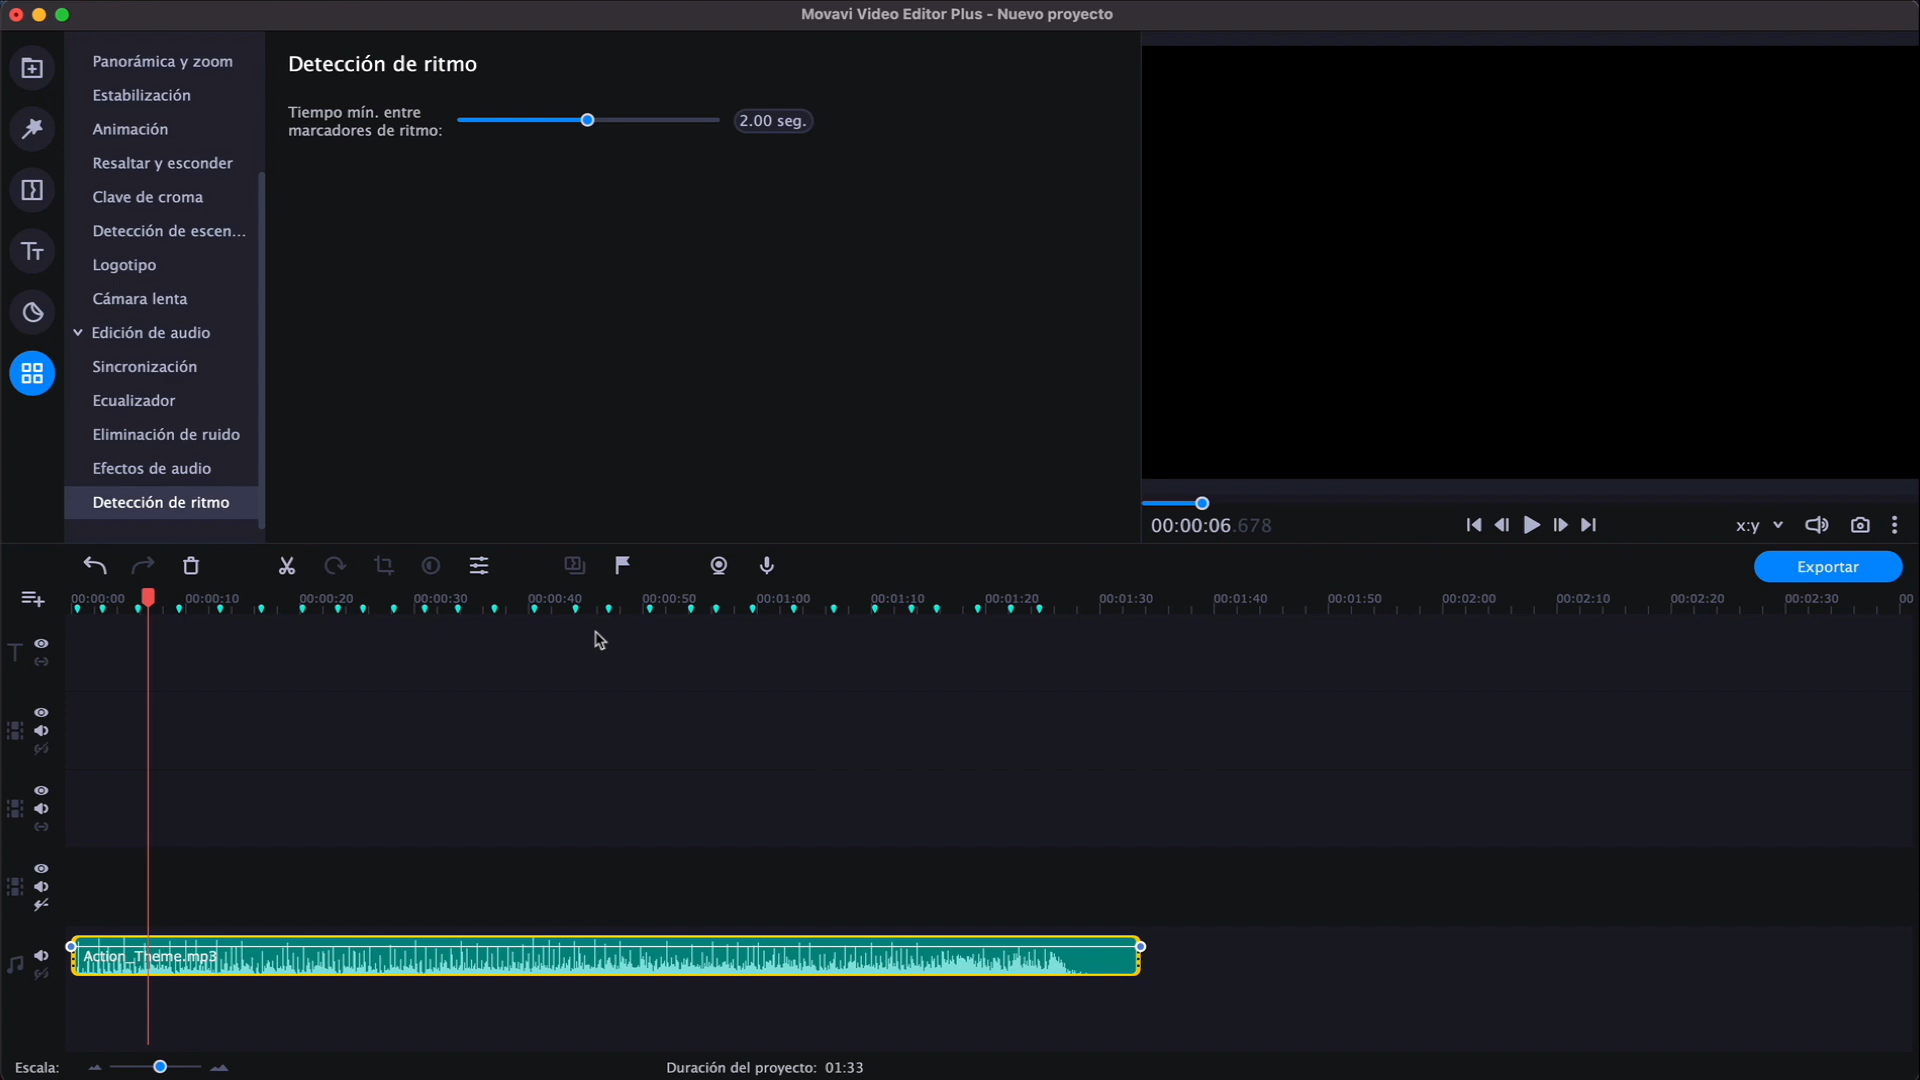 Movavi Video Editor Plus - Nuevo proyecto
Panorámica y zoom
Estabilización
Animación
Resaltar y esconder
Clave de croma
Detección de escen...
Logotipo
Cámara lenta
Edición de audio
Sincronización
Ecualizador
Eliminación de ruido
Efectos de audio
Detección de ritmo
Detección de ritmo
Tiempo mín. entre
marcadores de ritmo:
2.00 seg.
00:00:06.678
x:y
Exportar
00:00:00 00:00:10 00:00:20 00:00:30 00:00:40 00:00:50 00:01:00 00:01:10 00:01:20 00:01:30 00:01:40 00:01:50 00:02:00 00:02:10 00:02:20 00:02:30 00
Action_Theme.mp3
Escala:
Duración del proyecto: 01:33